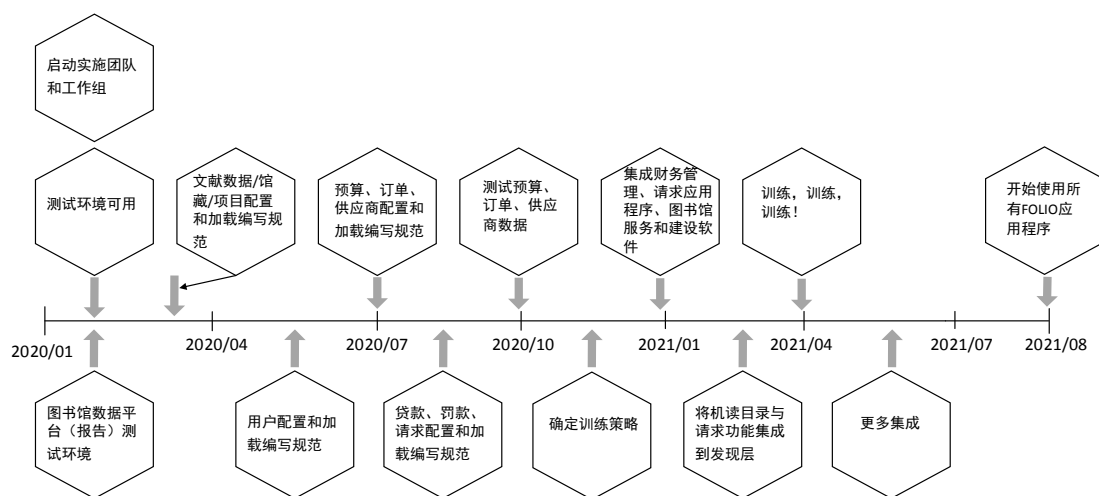 启动实施团队
和工作组
测试环境可用
文献数据/馆
藏/项目配置
和加载编写规
范
预算、订单、
供应商配置和
加载编写规范
测试预算、
订单、供应
商数据
集成财务管
理、请求应用
程序、图书馆
服务和建设软
件
训练，训练，
训练！
开始使用所
有FOLIO应
用程序
2020/01
2020/04
2020/07
2020/10
2021/01
2021/04
2021/07
2021/08
图书馆数据平
台（报告）测
试环境
用户配置和加
载编写规范
贷款、罚款、
请求配置和加
载编写规范
确定训练策略
将机读目录与
请求功能集成
到发现层
更多集成